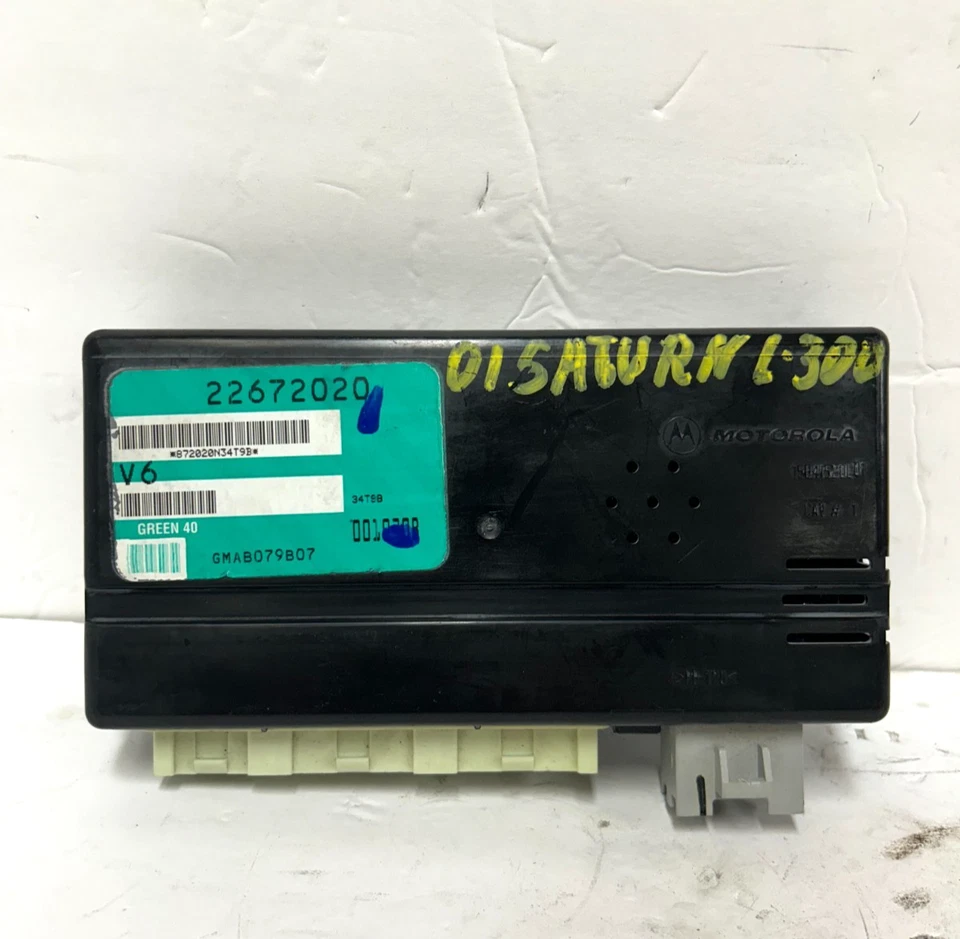 01 SATURN L-300
22672020
*872020N34T9B*
V6
34T9B
GREEN 40
GMAB079B07
MOTOROLA